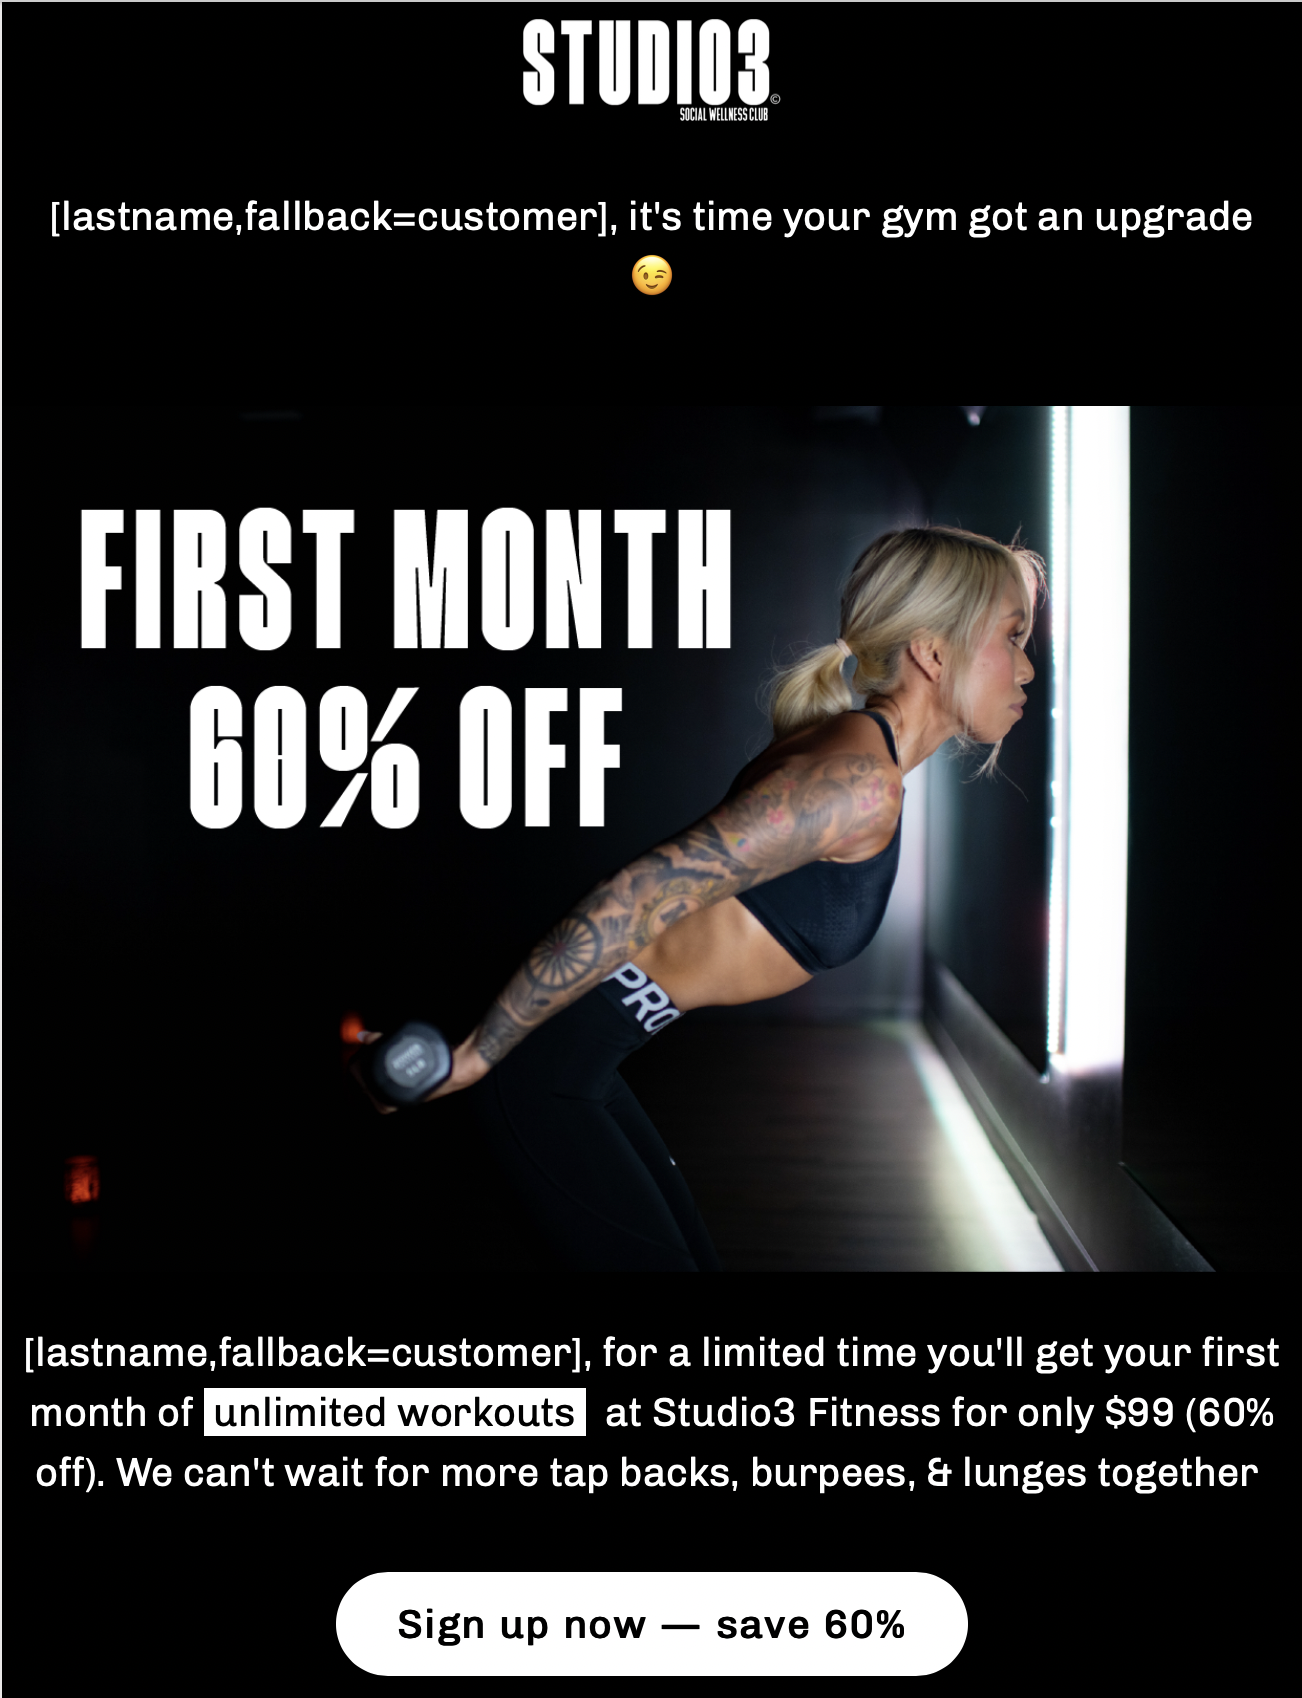 STUDIO3
©
SOCIAL WELLNESS CLUB
[lastname,fallback=customer], it's time your gym got an upgrade
😉
FIRST MONTH
60% OFF
PRO
[lastname,fallback=customer], for a limited time you'll get your first
month of unlimited workouts at Studio3 Fitness for only $99 (60%
off). We can't wait for more tap backs, burpees, & lunges together
Sign up now — save 60%